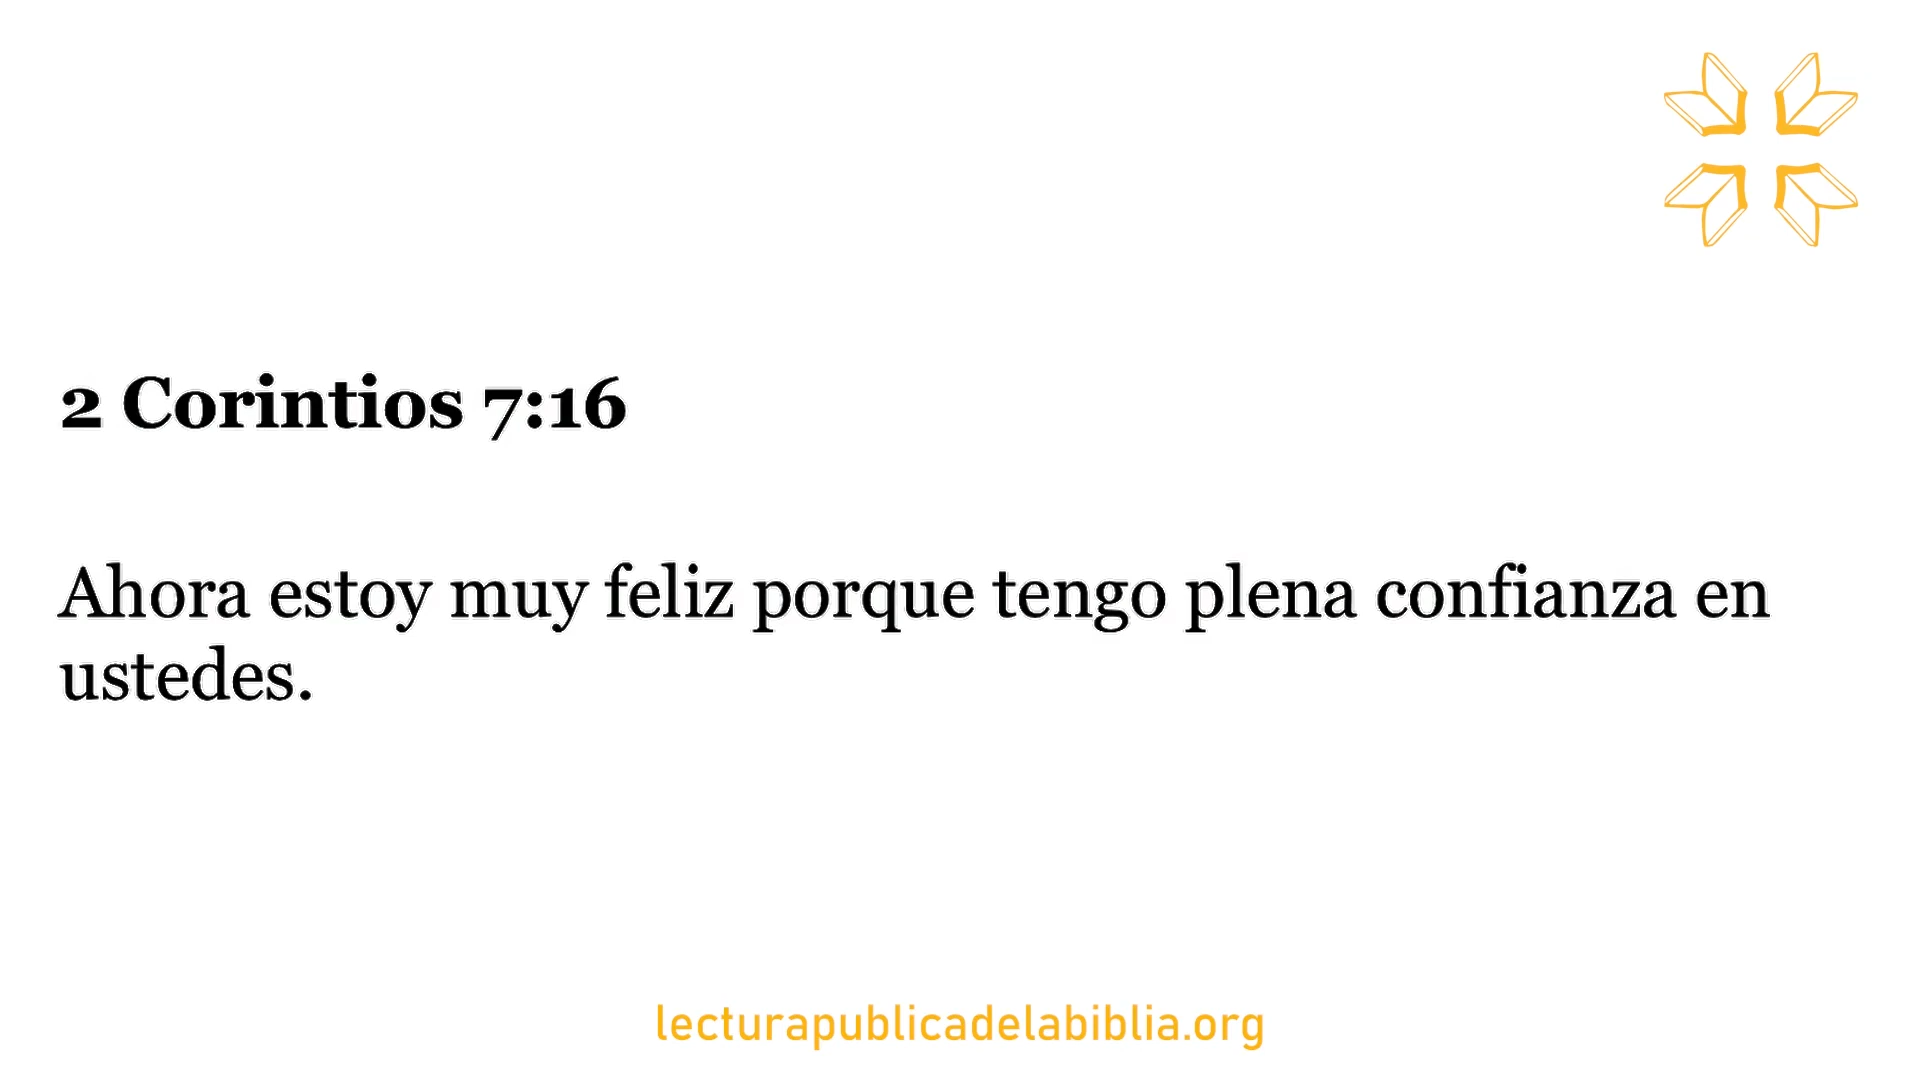 2 Corintios 7:16
Ahora estoy muy feliz porque tengo plena confianza en
ustedes.
lecturapublicadelabiblia.org